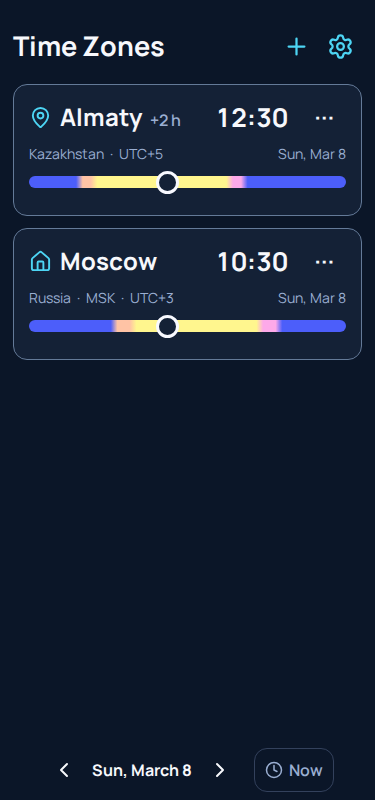 Time Zones
Almaty +2 h 12:30 ···
Kazakhstan · UTC+5 Sun, Mar 8
Moscow 10:30 ···
Russia · MSK · UTC+3 Sun, Mar 8
Sun, March 8 Now